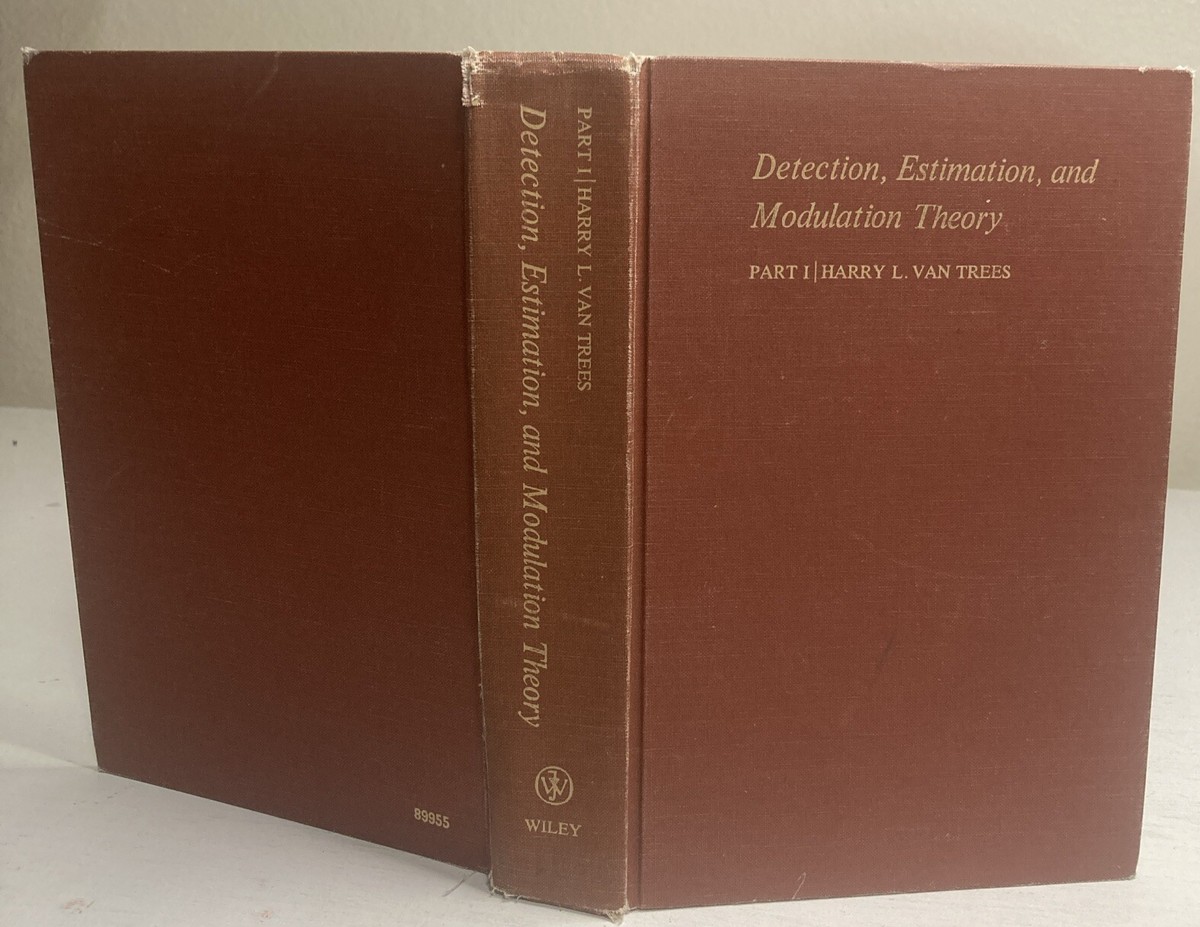 Detection, Estimation, and
Modulation Theory
PART I|HARRY L. VAN TREES
PART I|HARRY L. VAN TREES
Detection, Estimation, and Modulation Theory
JW
WILEY
89955